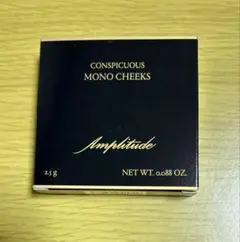 CONSPICUOUS
MONO CHEEKS
Amplitude
2.5 g NET WT. 0.088 OZ.